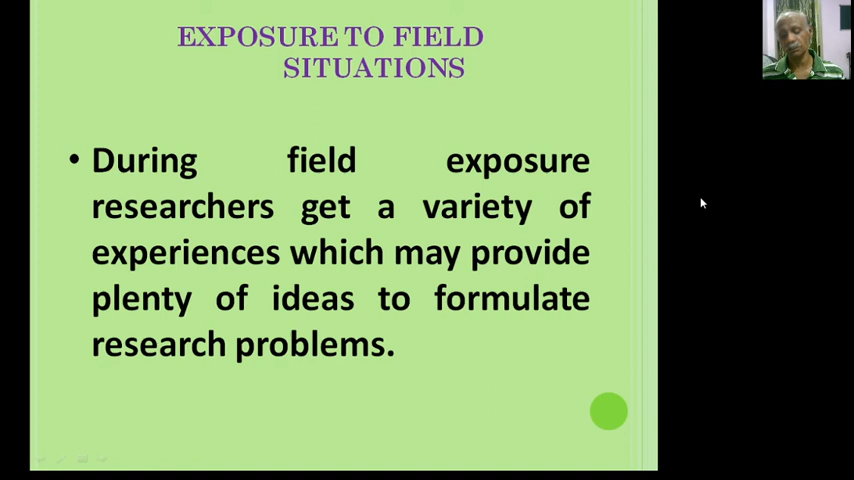 EXPOSURE TO FIELD
SITUATIONS
• During field exposure
researchers get a variety of
experiences which may provide
plenty of ideas to formulate
research problems.